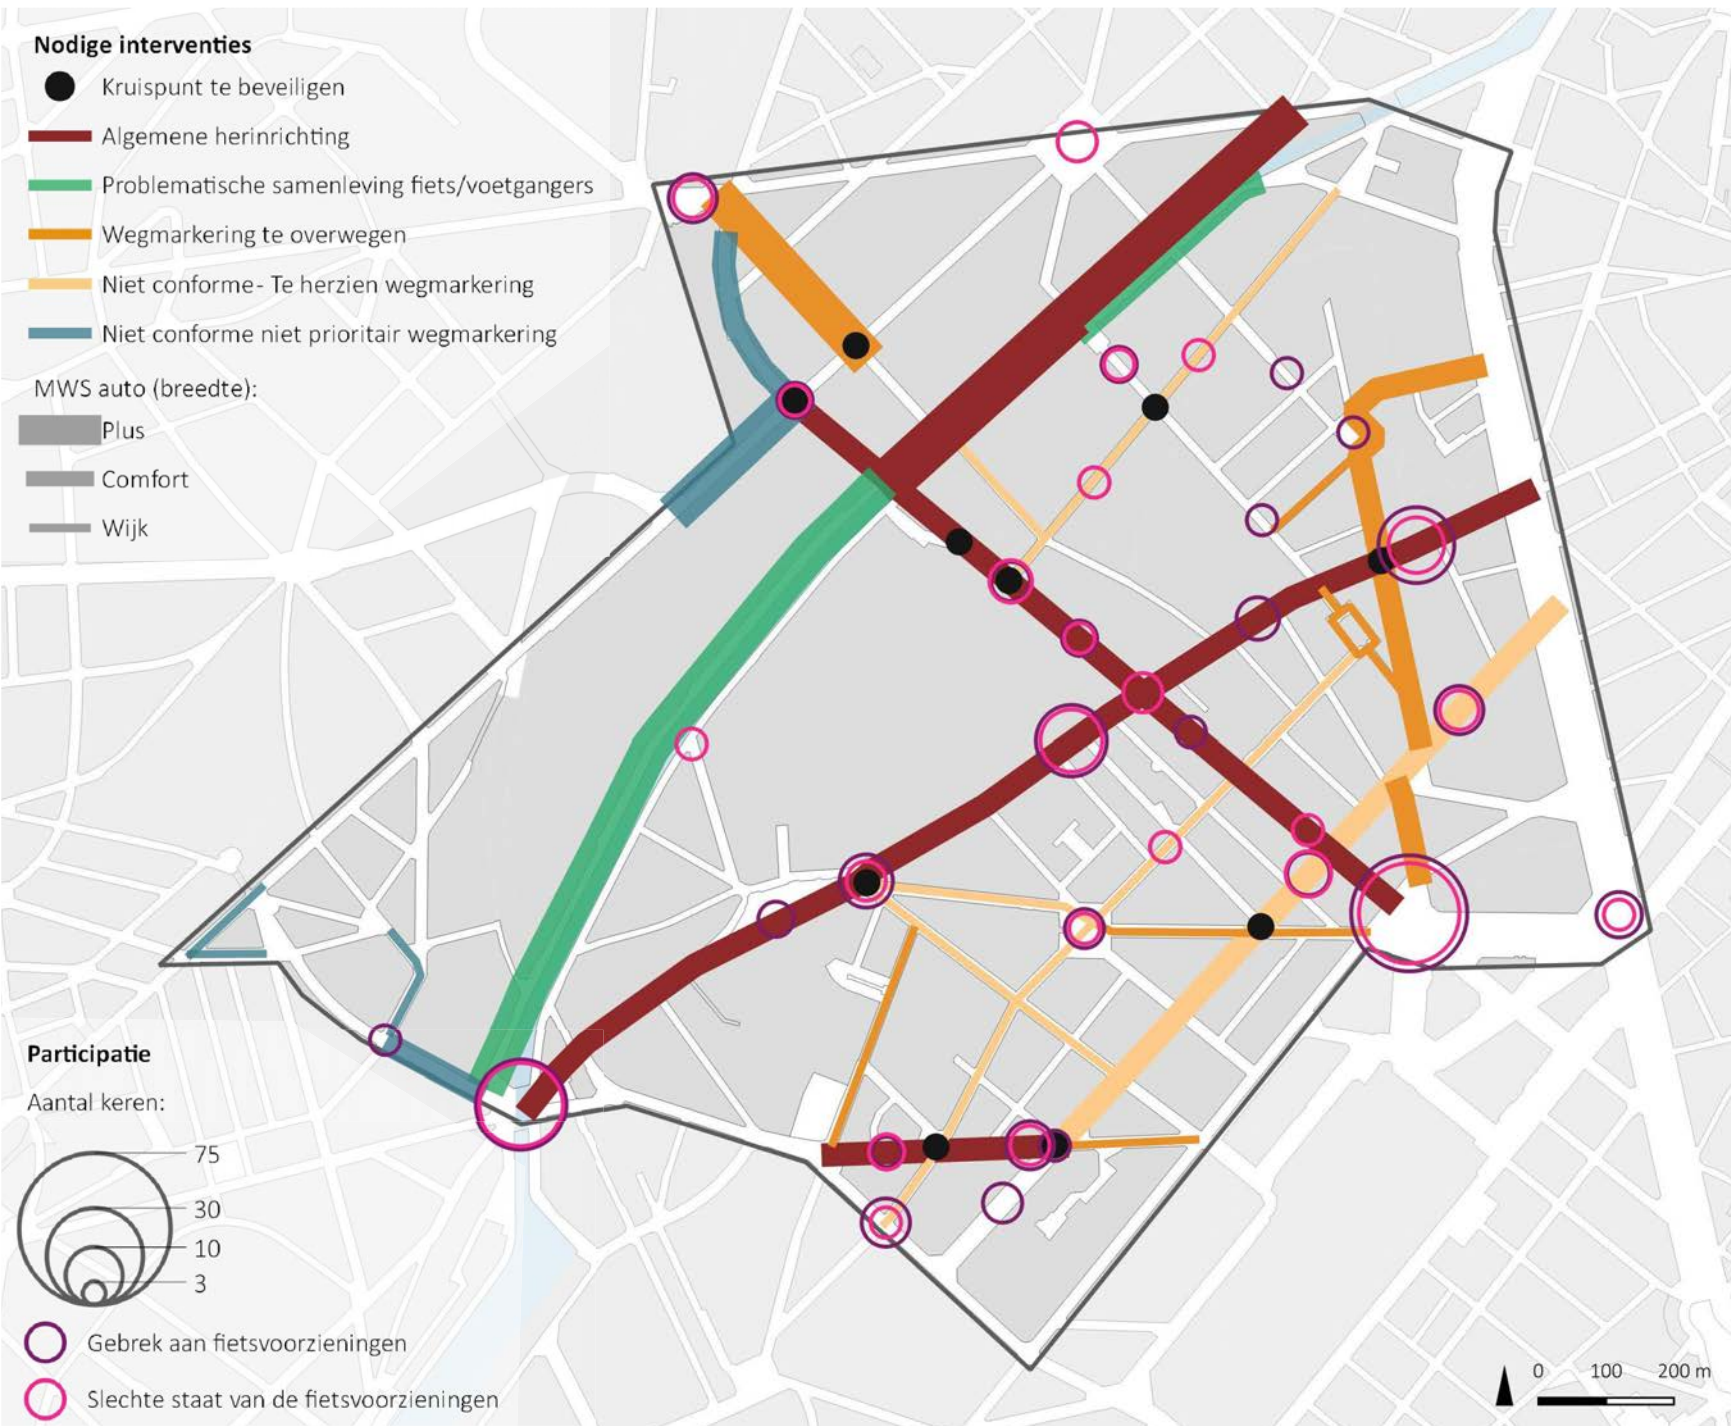 Nodige interventies
Kruispunt te beveiligen
Algemene herinrichting
Problematische samenleving fiets/voetgangers
Wegmarkering te overwegen
Niet conforme- Te herzien wegmarkering
Niet conforme niet prioritair wegmarkering
MWS auto (breedte):
Plus
Comfort
Wijk
Participatie
Aantal keren:
75
30
10
3
Gebrek aan fietsvoorzieningen
Slechte staat van de fietsvoorzieningen
0 100 200 m